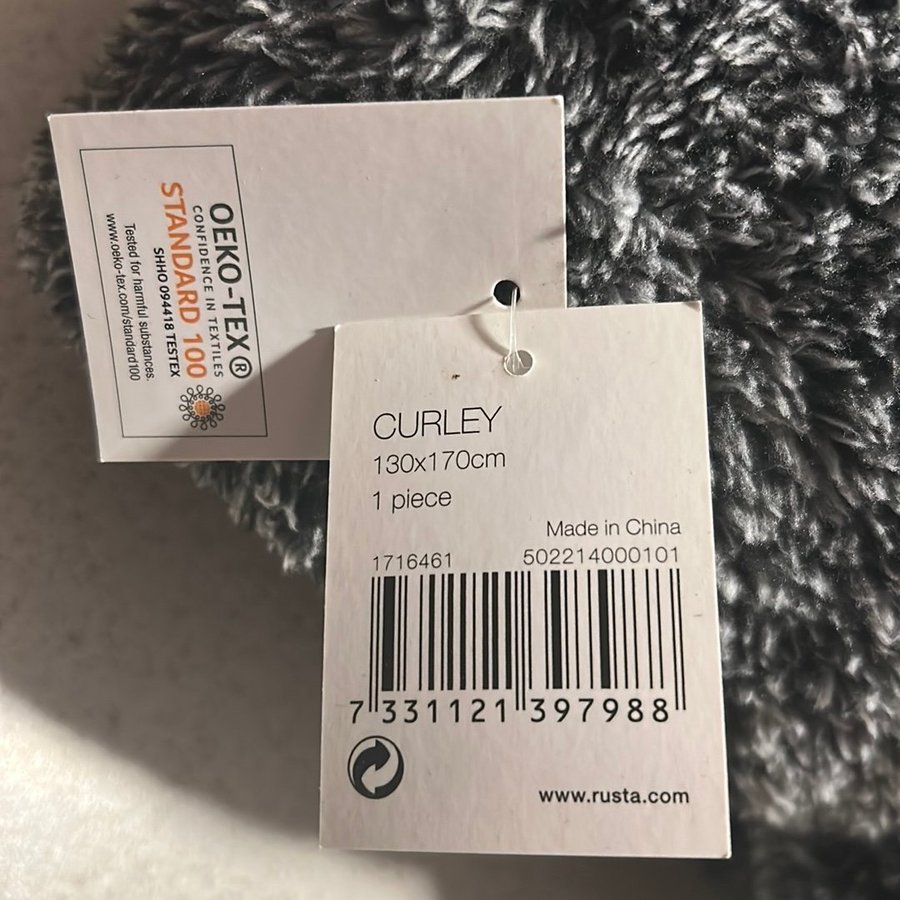 OEKO-TEX®
CONFIDENCE IN TEXTILES
STANDARD 100
SHHO 094418 TESTEX
Tested for harmful substances.
www.oeko-tex.com/standard100
CURLEY
130x170cm
1 piece
Made in China
1716461 502214000101
7 331121 397988
www.rusta.com